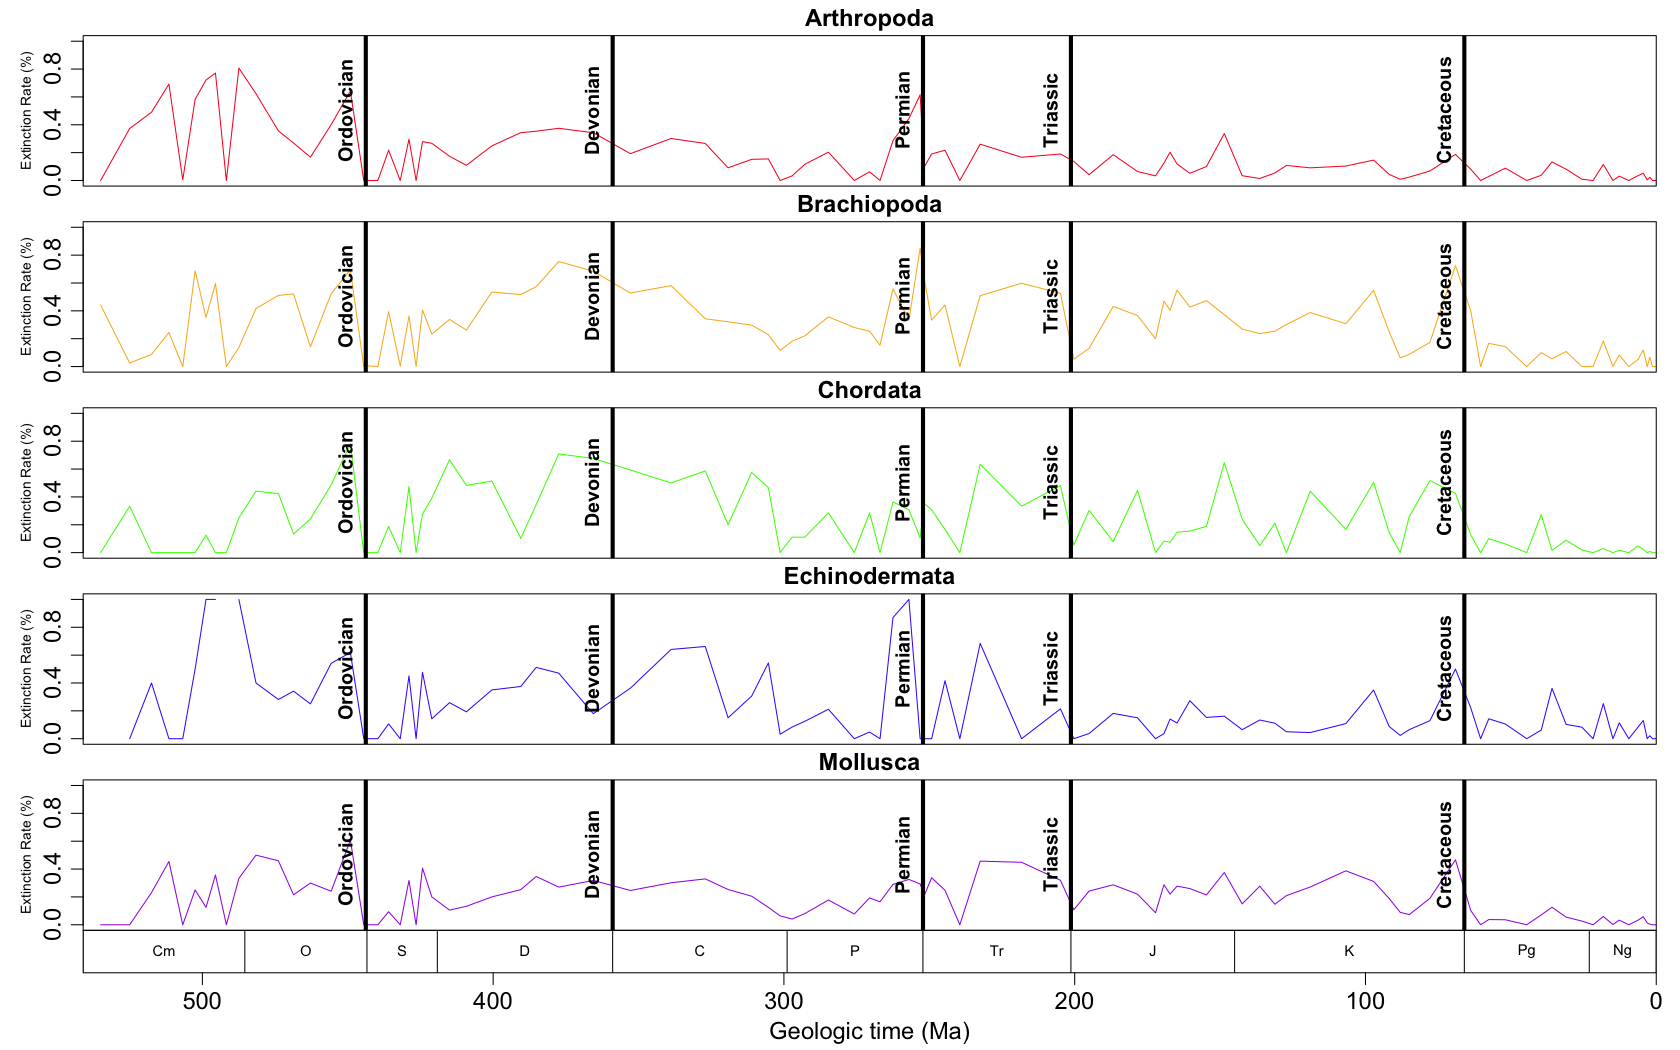 Arthropoda
Extinction Rate (%)
0.0 0.4 0.8
Ordovician
Devonian
Permian
Triassic
Cretaceous
Brachiopoda
Extinction Rate (%)
0.0 0.4 0.8
Ordovician
Devonian
Permian
Triassic
Cretaceous
Chordata
Extinction Rate (%)
0.0 0.4 0.8
Ordovician
Devonian
Permian
Triassic
Cretaceous
Echinodermata
Extinction Rate (%)
0.0 0.4 0.8
Ordovician
Devonian
Permian
Triassic
Cretaceous
Mollusca
Extinction Rate (%)
0.0 0.4 0.8
Ordovician
Devonian
Permian
Triassic
Cretaceous
Cm O S D C P Tr J K Pg Ng
500 400 300 200 100 0
Geologic time (Ma)